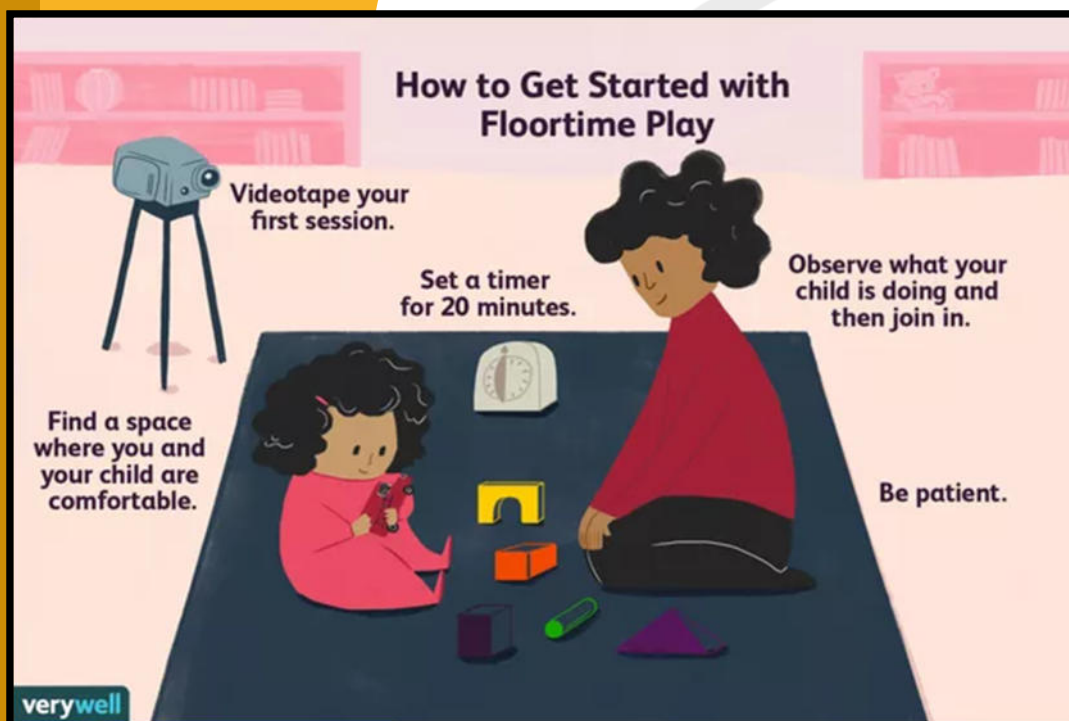 How to Get Started with
Floortime Play
Videotape your
first session.
Set a timer
for 20 minutes.
Observe what your
child is doing and
then join in.
Find a space
where you and
your child are
comfortable.
Be patient.
verywell